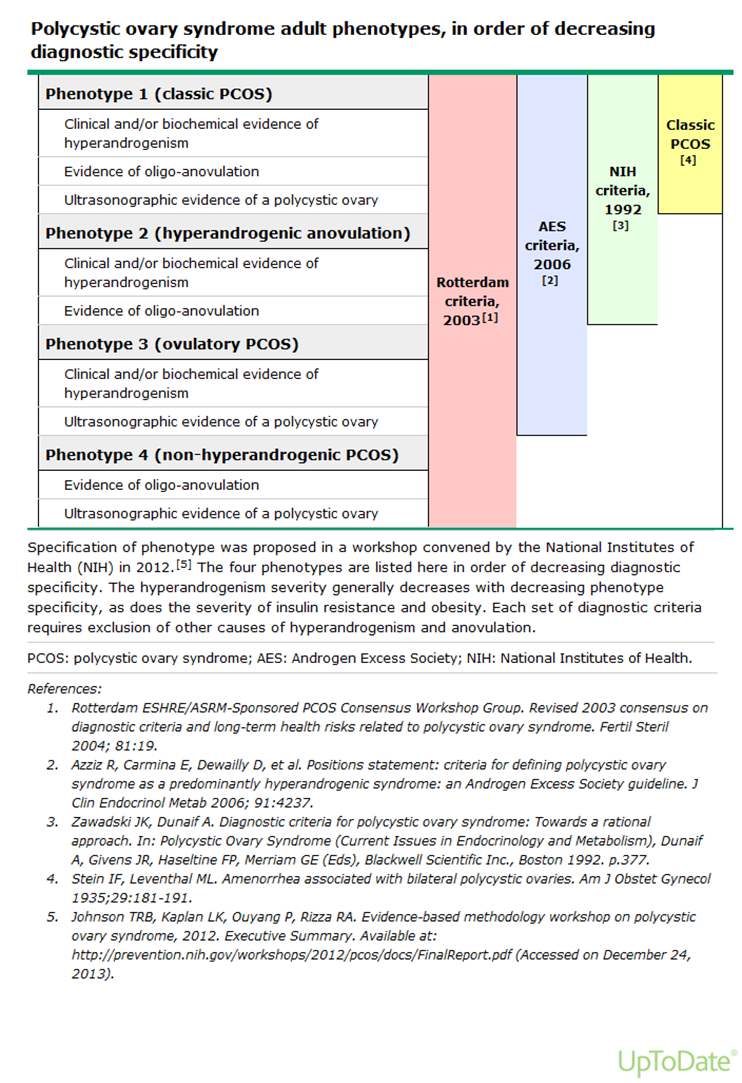 Polycystic ovary syndrome adult phenotypes, in order of decreasing
diagnostic specificity
Phenotype 1 (classic PCOS)
Clinical and/or biochemical evidence of
hyperandrogenism
Evidence of oligo-anovulation
Ultrasonographic evidence of a polycystic ovary
Phenotype 2 (hyperandrogenic anovulation)
Clinical and/or biochemical evidence of
hyperandrogenism
Evidence of oligo-anovulation
Phenotype 3 (ovulatory PCOS)
Clinical and/or biochemical evidence of
hyperandrogenism
Ultrasonographic evidence of a polycystic ovary
Phenotype 4 (non-hyperandrogenic PCOS)
Evidence of oligo-anovulation
Ultrasonographic evidence of a polycystic ovary
Rotterdam
criteria,
2003[1]
AES
criteria,
2006
[2]
NIH
criteria,
1992
[3]
Classic
PCOS
[4]
Specification of phenotype was proposed in a workshop convened by the National Institutes of
Health (NIH) in 2012.[5] The four phenotypes are listed here in order of decreasing diagnostic
specificity. The hyperandrogenism severity generally decreases with decreasing phenotype
specificity, as does the severity of insulin resistance and obesity. Each set of diagnostic criteria
requires exclusion of other causes of hyperandrogenism and anovulation.
PCOS: polycystic ovary syndrome; AES: Androgen Excess Society; NIH: National Institutes of Health.
References:
1. Rotterdam ESHRE/ASRM-Sponsored PCOS Consensus Workshop Group. Revised 2003 consensus on
diagnostic criteria and long-term health risks related to polycystic ovary syndrome. Fertil Steril
2004; 81:19.
2. Azziz R, Carmina E, Dewailly D, et al. Positions statement: criteria for defining polycystic ovary
syndrome as a predominantly hyperandrogenic syndrome: an Androgen Excess Society guideline. J
Clin Endocrinol Metab 2006; 91:4237.
3. Zawadski JK, Dunaif A. Diagnostic criteria for polycystic ovary syndrome: Towards a rational
approach. In: Polycystic Ovary Syndrome (Current Issues in Endocrinology and Metabolism), Dunaif
A, Givens JR, Haseltine FP, Merriam GE (Eds), Blackwell Scientific Inc., Boston 1992. p.377.
4. Stein IF, Leventhal ML. Amenorrhea associated with bilateral polycystic ovaries. Am J Obstet Gynecol
1935;29:181-191.
5. Johnson TRB, Kaplan LK, Ouyang P, Rizza RA. Evidence-based methodology workshop on polycystic
ovary syndrome, 2012. Executive Summary. Available at:
http://prevention.nih.gov/workshops/2012/pcos/docs/FinalReport.pdf (Accessed on December 24,
2013).
UpToDate®